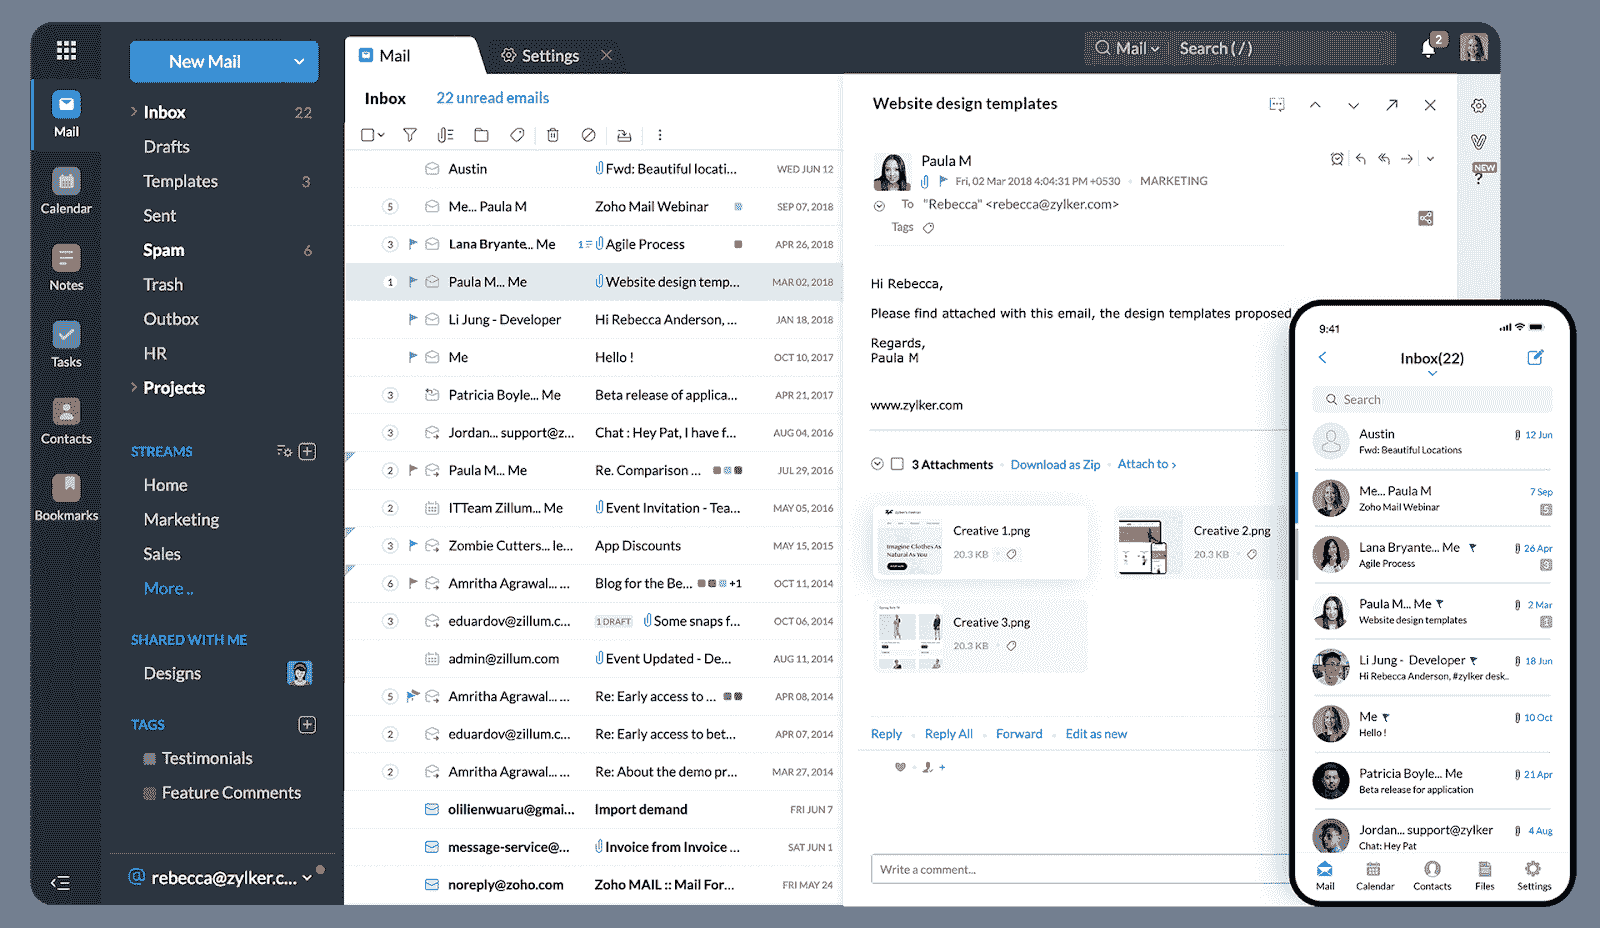 Mail
Settings
Mail
Search ( / )
2
New Mail
Mail
Calendar
Notes
Tasks
Contacts
Bookmarks
Inbox 22
Drafts
Templates 3
Sent
Spam 6
Trash
Outbox
HR
Projects
STREAMS
Home
Marketing
Sales
More ..
SHARED WITH ME
Designs
TAGS
Testimonials
Feature Comments
rebecca@zylker.c...
Inbox 22 unread emails
Austin Fwd: Beautiful locati... WED JUN 12
5 Me... Paula M Zoho Mail Webinar SEP 07, 2018
3 Lana Bryante... Me 1 Agile Process APR 26, 2018
1 Paula M... Me Website design temp... MAR 02, 2018
Li Jung - Developer Hi Rebecca Anderson, ... JAN 18, 2018
Me Hello ! OCT 10, 2017
3 Patricia Boyle... Me Beta release of applica... APR 21, 2017
3 Jordan... support@z... Chat : Hey Pat, I have f... AUG 04, 2016
2 Paula M... Me Re. Comparison ... JUL 29, 2016
2 ITTeam Zillum... Me Event Invitation - Tea... MAY 05, 2016
3 Zombie Cutters... le... App Discounts MAY 15, 2015
6 Amritha Agrawal... ... Blog for the Be... +1 OCT 11, 2014
3 eduardov@zillum.c... 1 DRAFT Some snaps f... OCT 06, 2014
admin@zillum.com Event Updated - De... AUG 11, 2014
5 Amritha Agrawal... ... Re: Early access to ... APR 08, 2014
2 eduardov@zillum.c... Re: Early access to bet... APR 07, 2014
2 Amritha Agrawal... ... Re: About the demo pr... MAR 27, 2014
olilienwuaru@gmai... Import demand FRI JUN 7
message-service@... Invoice from Invoice ... SAT JUN 1
noreply@zoho.com Zoho MAIL :: Mail For... FRI MAY 24
Website design templates
NEW
?
Paula M
Fri, 02 Mar 2018 4:04:31 PM +0530 MARKETING
To "Rebecca" <rebecca@zylker.com>
Tags
Hi Rebecca,
Please find attached with this email, the design templates proposed
Regards,
Paula M
www.zylker.com
3 Attachments Download as Zip Attach to ›
Imagine Clothes As
Natural As You
Creative 1.png
20.3 KB
Creative 2.png
20.3 KB
Creative 3.png
20.3 KB
Reply Reply All Forward Edit as new
+
Write a comment...
9:41
Inbox(22)
Search
Austin 12 Jun
Fwd: Beautiful Locations
Me... Paula M 7 Sep
Zoho Mail Webinar 5
Lana Bryante... Me 26 Apr
Agile Process 3
Paula M... Me 2 Mar
Website design templates 1
Li Jung - Developer 18 Jun
Hi Rebecca Anderson, #zylker desk..
Me 10 Oct
Hello !
Patricia Boyle... Me 21 Apr
Beta release for application
Jordan... support@zylker 4 Aug
Chat: Hey Pat
Mail Calendar Contacts Files Settings